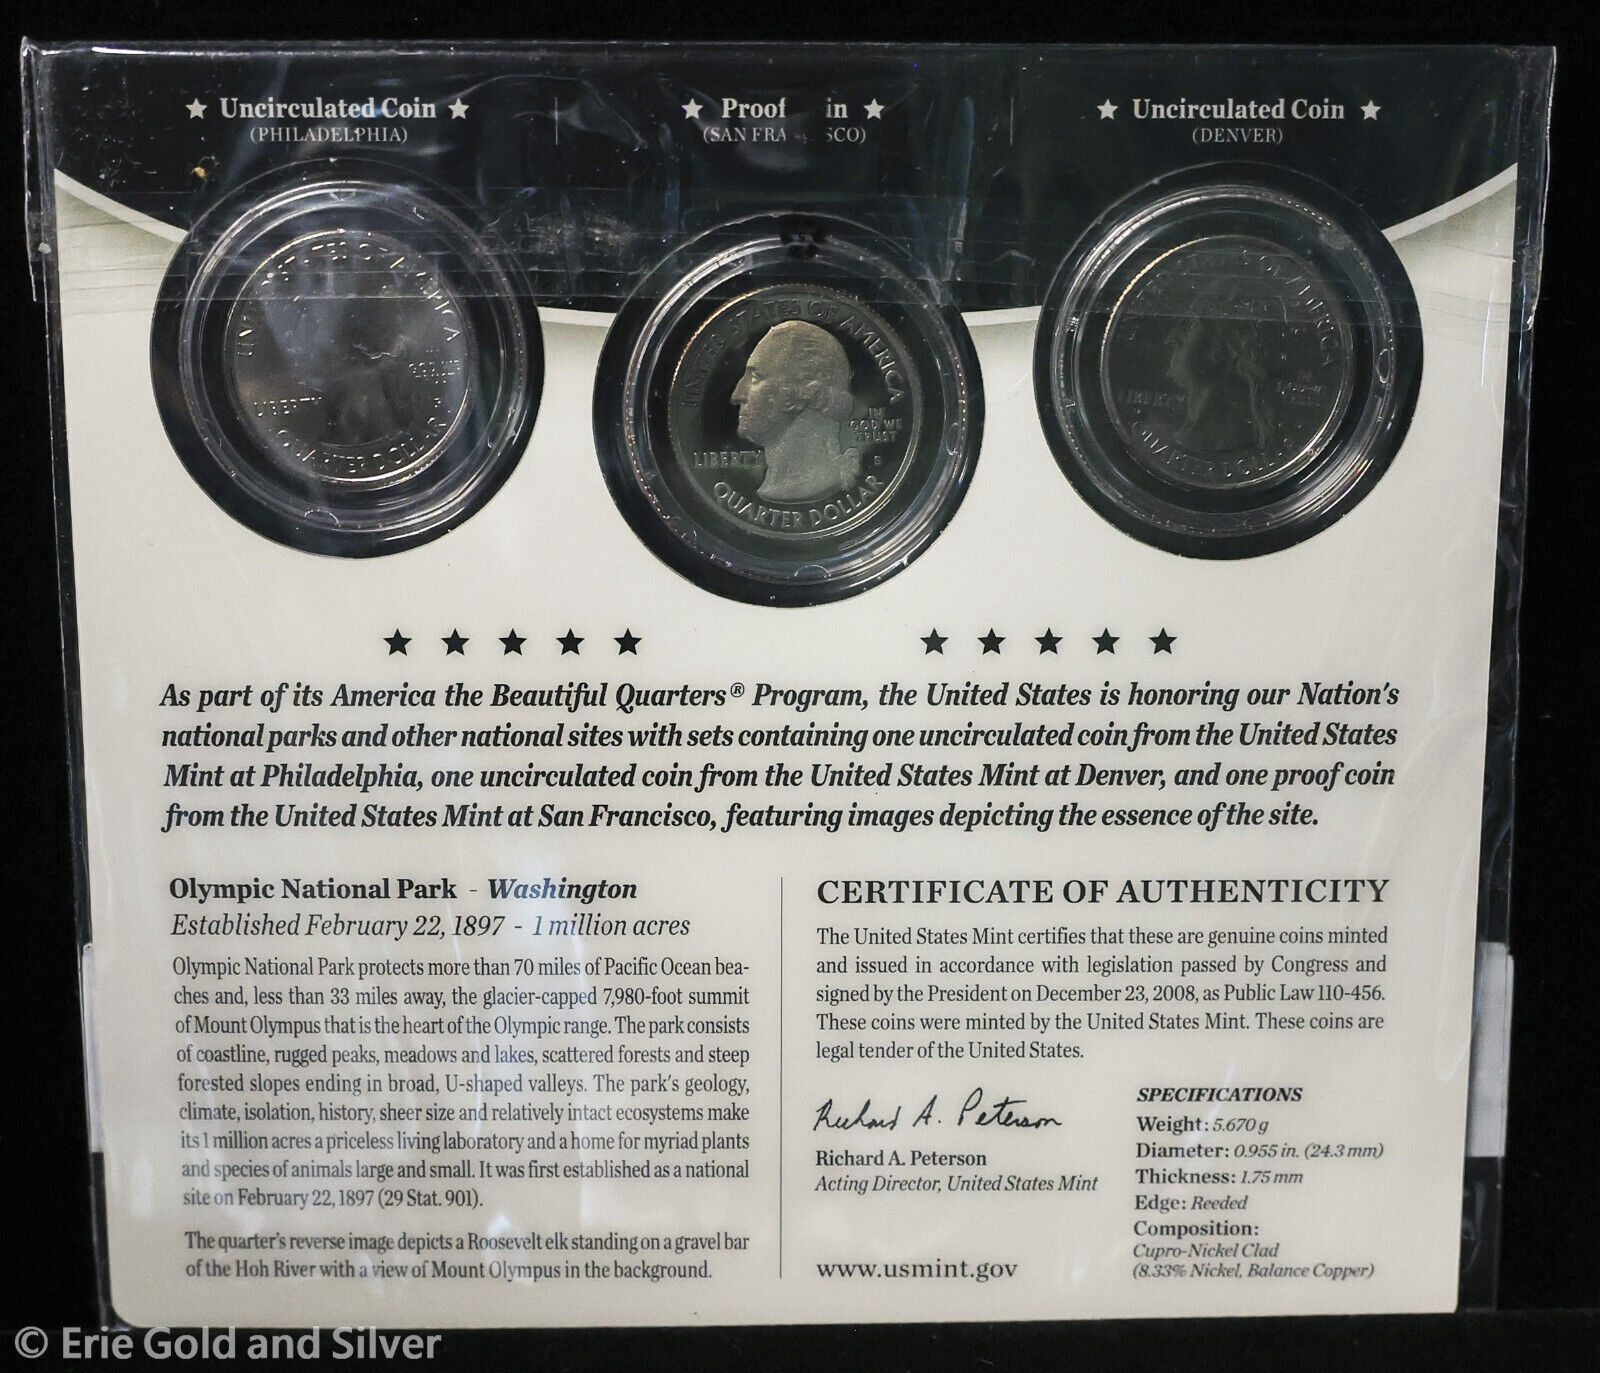 ★ Uncirculated Coin ★
(PHILADELPHIA)
★ Proof in ★
(SAN FRA SCO)
★ Uncirculated Coin ★
(DENVER)
UNITED STATES OF AMERICA
LIBERTY
P
QUARTER DOLLAR
UNITED STATES OF AMERICA
IN
GOD WE
TRUST
LIBERTY
S
QUARTER DOLLAR
STATES OF AMERICA
LIBERTY
QUARTER DOLLAR
★ ★ ★ ★ ★ ★ ★ ★ ★ ★
As part of its America the Beautiful Quarters® Program, the United States is honoring our Nation's
national parks and other national sites with sets containing one uncirculated coin from the United States
Mint at Philadelphia, one uncirculated coin from the United States Mint at Denver, and one proof coin
from the United States Mint at San Francisco, featuring images depicting the essence of the site.
Olympic National Park - Washington
Established February 22, 1897 - 1 million acres
Olympic National Park protects more than 70 miles of Pacific Ocean bea-
ches and, less than 33 miles away, the glacier-capped 7,980-foot summit
of Mount Olympus that is the heart of the Olympic range. The park consists
of coastline, rugged peaks, meadows and lakes, scattered forests and steep
forested slopes ending in broad, U-shaped valleys. The park's geology,
climate, isolation, history, sheer size and relatively intact ecosystems make
its 1 million acres a priceless living laboratory and a home for myriad plants
and species of animals large and small. It was first established as a national
site on February 22, 1897 (29 Stat. 901).
The quarter's reverse image depicts a Roosevelt elk standing on a gravel bar
of the Hoh River with a view of Mount Olympus in the background.
CERTIFICATE OF AUTHENTICITY
The United States Mint certifies that these are genuine coins minted
and issued in accordance with legislation passed by Congress and
signed by the President on December 23, 2008, as Public Law 110-456.
These coins were minted by the United States Mint. These coins are
legal tender of the United States.
Richard A. Peterson
Richard A. Peterson
Acting Director, United States Mint
www.usmint.gov
SPECIFICATIONS
Weight: 5.670 g
Diameter: 0.955 in. (24.3 mm)
Thickness: 1.75 mm
Edge: Reeded
Composition:
Cupro-Nickel Clad
(8.33% Nickel, Balance Copper)
© Erie Gold and Silver